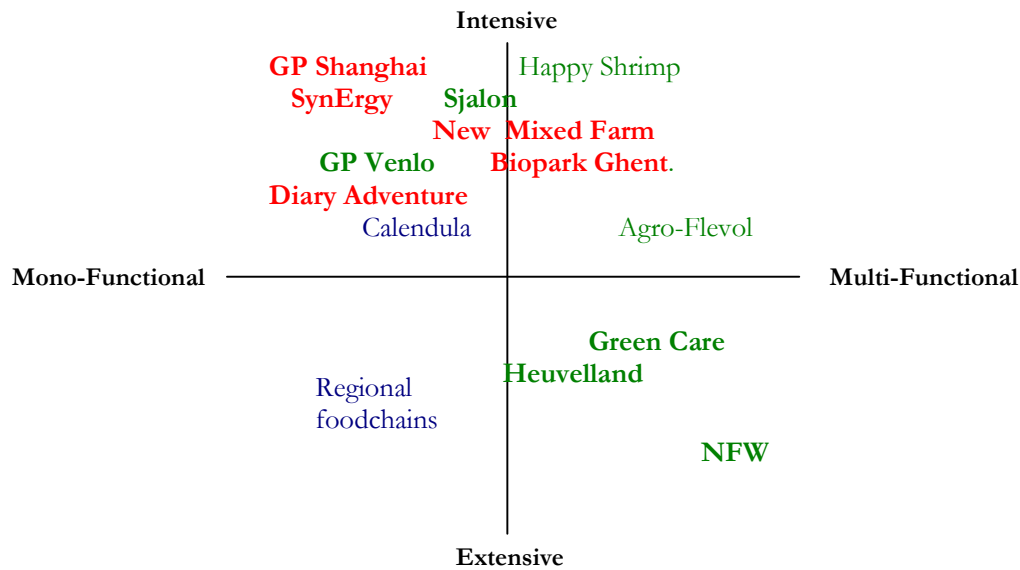 Intensive
GP Shanghai Happy Shrimp
SynErgy Sjalon
New Mixed Farm
GP Venlo Biopark Ghent.
Diary Adventure
Calendula Agro-Flevol
Mono-Functional Multi-Functional
Green Care
Heuvelland
Regional
foodchains
NFW
Extensive